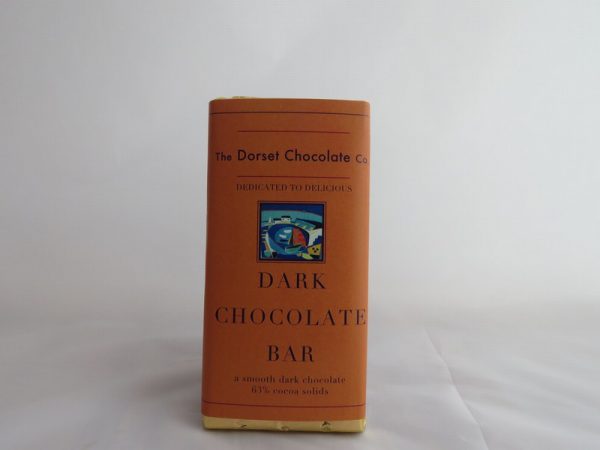 The Dorset Chocolate Co
DEDICATED TO DELICIOUS
DARK
CHOCOLATE
BAR
a smooth dark chocolate
63% cocoa solids